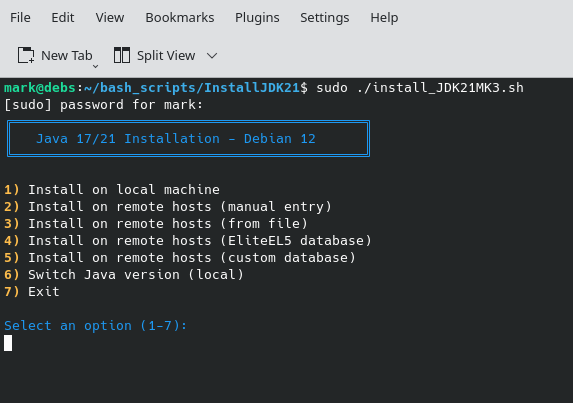 File Edit View Bookmarks Plugins Settings Help
New Tab Split View
mark@debs:~/bash_scripts/InstallJDK21$ sudo ./install_JDK21MK3.sh
[sudo] password for mark:
Java 17/21 Installation - Debian 12
1) Install on local machine
2) Install on remote hosts (manual entry)
3) Install on remote hosts (from file)
4) Install on remote hosts (EliteEL5 database)
5) Install on remote hosts (custom database)
6) Switch Java version (local)
7) Exit
Select an option (1-7):